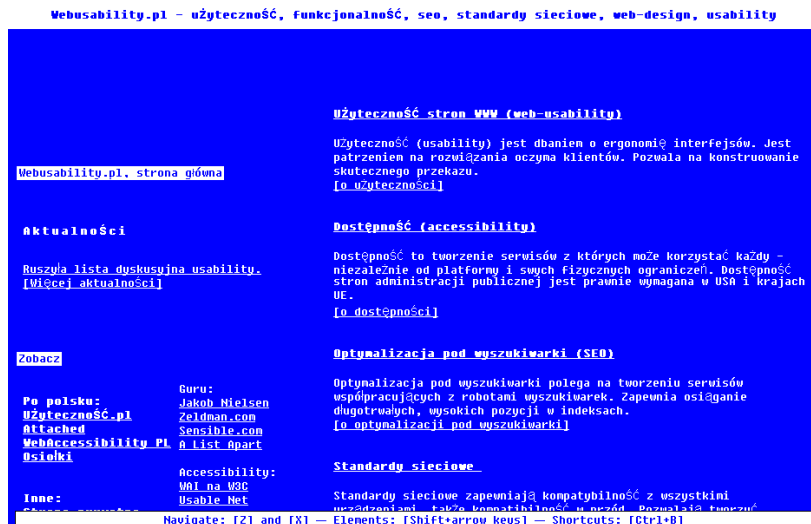 Webusability.pl - użyteczność, funkcjonalność, seo, standardy sieciowe, web-design, usability
Webusability.pl, strona główna
Aktualności
Ruszyła lista dyskusyjna usability.
[Więcej aktualności]
Zobacz
Po polsku:
Użyteczność.pl
Attached
WebAccessibility PL
Osiołki
Inne:
Guru:
Jakob Nielsen
Zeldman.com
Sensible.com
A List Apart
Accessibility:
WAI na W3C
Usable Net
Użyteczność stron WWW (web-usability)
Użyteczność (usability) jest dbaniem o ergonomię interfejsów. Jest
patrzeniem na rozwiązania oczyma klientów. Pozwala na konstruowanie
skutecznego przekazu.
[o użyteczności]
Dostępność (accessibility)
Dostępność to tworzenie serwisów z których może korzystać każdy -
niezależnie od platformy i swych fizycznych ograniczeń. Dostępność
stron administracji publicznej jest prawnie wymagana w USA i krajach
UE.
[o dostępności]
Optymalizacja pod wyszukiwarki (SEO)
Optymalizacja pod wyszukiwarki polega na tworzeniu serwisów
współpracujących z robotami wyszukiwarek. Zapewnia osiąganie
długotrwałych, wysokich pozycji w indeksach.
[o optymalizacji pod wyszukiwarki]
Standardy sieciowe
Standardy sieciowe zapewniają kompatybilność z wszystkimi
urządzeniami, także kompatibilność w przód. Pozwalają tworzyć
Navigate: [Z] and [X] — Elements: [Shift+arrow keys] — Shortcuts: [Ctrl+B]